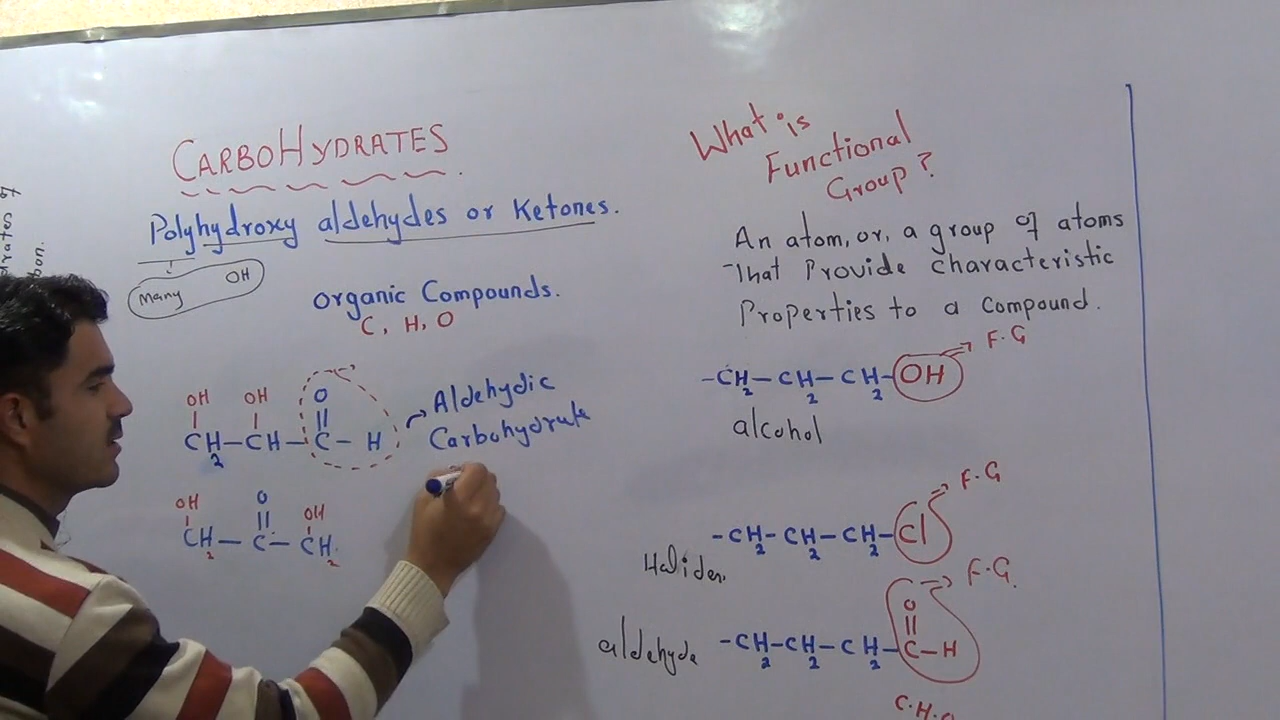 CARBOHYDRATES
Polyhydroxy aldehydes or Ketones.
Many OH
Organic Compounds.
C, H, O
OH OH O
CH2—CH—C—H
Aldehydic
Carbohydrate
OH O OH
CH2—C—CH2
What is
Functional
Group?
An atom, or, a group of atoms
That Provide characteristic
Properties to a Compound.
F.G
-CH2—CH2—CH2-OH
alcohol
F.G
-CH2-CH2—CH2-Cl
F.G.
O
aldehyde -CH2-CH2-CH2-C-H